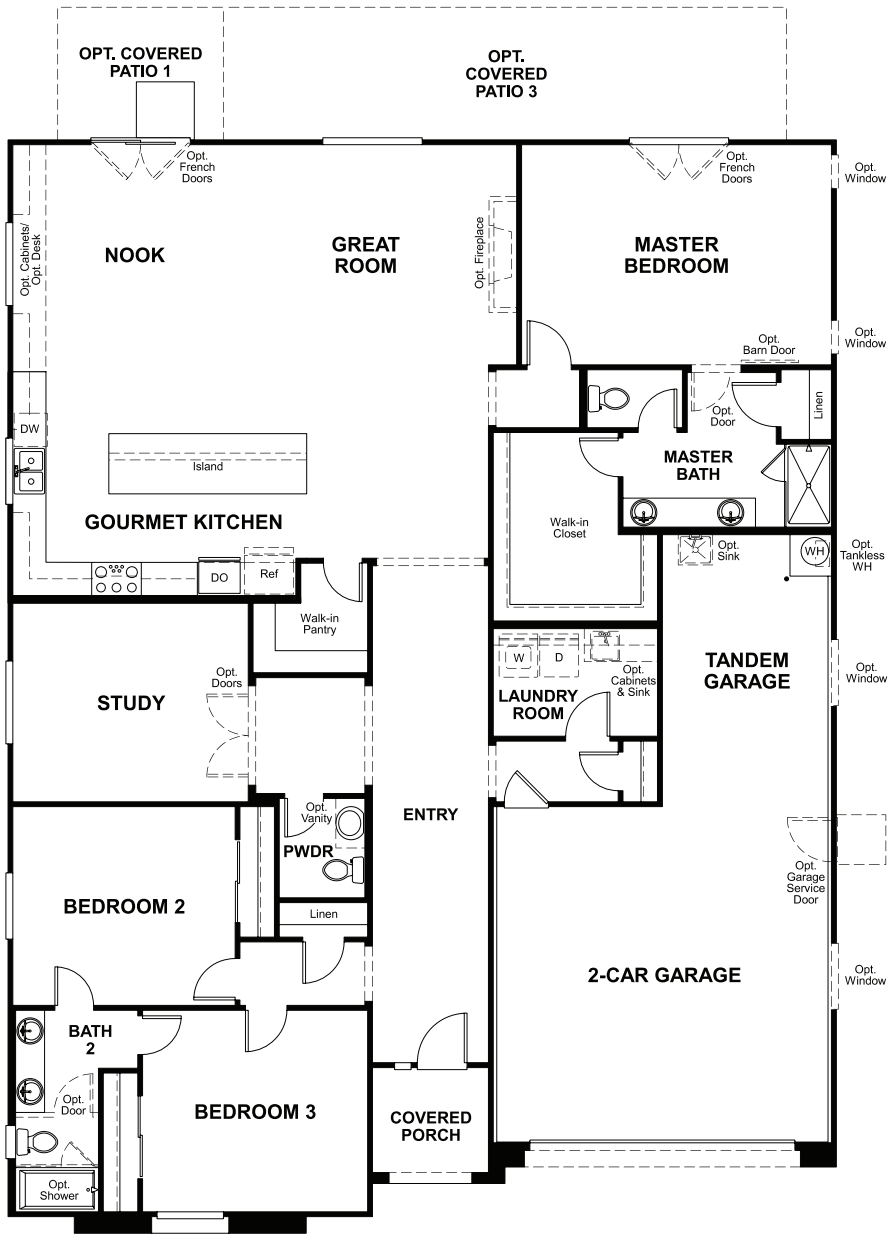 OPT. COVERED
PATIO 1
OPT.
COVERED
PATIO 3
Opt.
French
Doors
Opt.
French
Doors
Opt.
Window
Opt. Cabinets/
Opt. Desk
NOOK
GREAT
ROOM
Opt. Fireplace
MASTER
BEDROOM
Opt.
Barn Door
Opt.
Window
DW
Island
Opt.
Door
Linen
MASTER
BATH
GOURMET KITCHEN
Walk-in
Closet
DO
Ref
Opt.
Sink
WH
Opt.
Tankless
WH
Walk-in
Pantry
STUDY
Opt.
Doors
W
D
Opt.
Cabinets
& Sink
LAUNDRY
ROOM
TANDEM
GARAGE
Opt.
Window
Opt.
Vanity
PWDR
ENTRY
Opt.
Garage
Service
Door
BEDROOM 2
Linen
2-CAR GARAGE
Opt.
Window
BATH
2
Opt.
Door
BEDROOM 3
COVERED
PORCH
Opt.
Shower